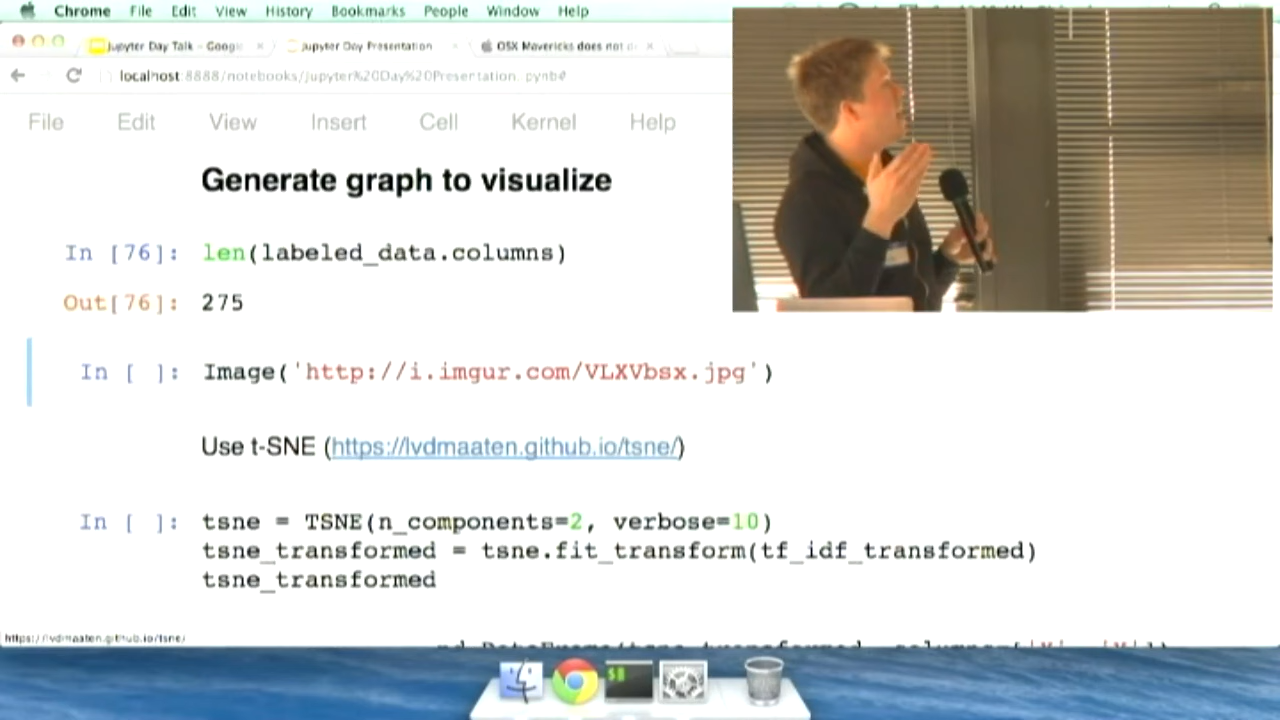 Chrome File Edit View History Bookmarks People Window Help
Jupyter Day Talk - Googl
Jupyter Day Presentation
OSX Mavericks does not d
localhost:8888/notebooks/Jupyter%20Day%20Presentation.ipynb#
File Edit View Insert Cell Kernel Help
Generate graph to visualize
In [76]: len(labeled_data.columns)
Out[76]: 275
In [ ]: Image('http://i.imgur.com/VLXVbsx.jpg')
Use t-SNE (https://lvdmaaten.github.io/tsne/)
In [ ]: tsne = TSNE(n_components=2, verbose=10)
tsne_transformed = tsne.fit_transform(tf_idf_transformed)
tsne_transformed
https://lvdmaaten.github.io/tsne/